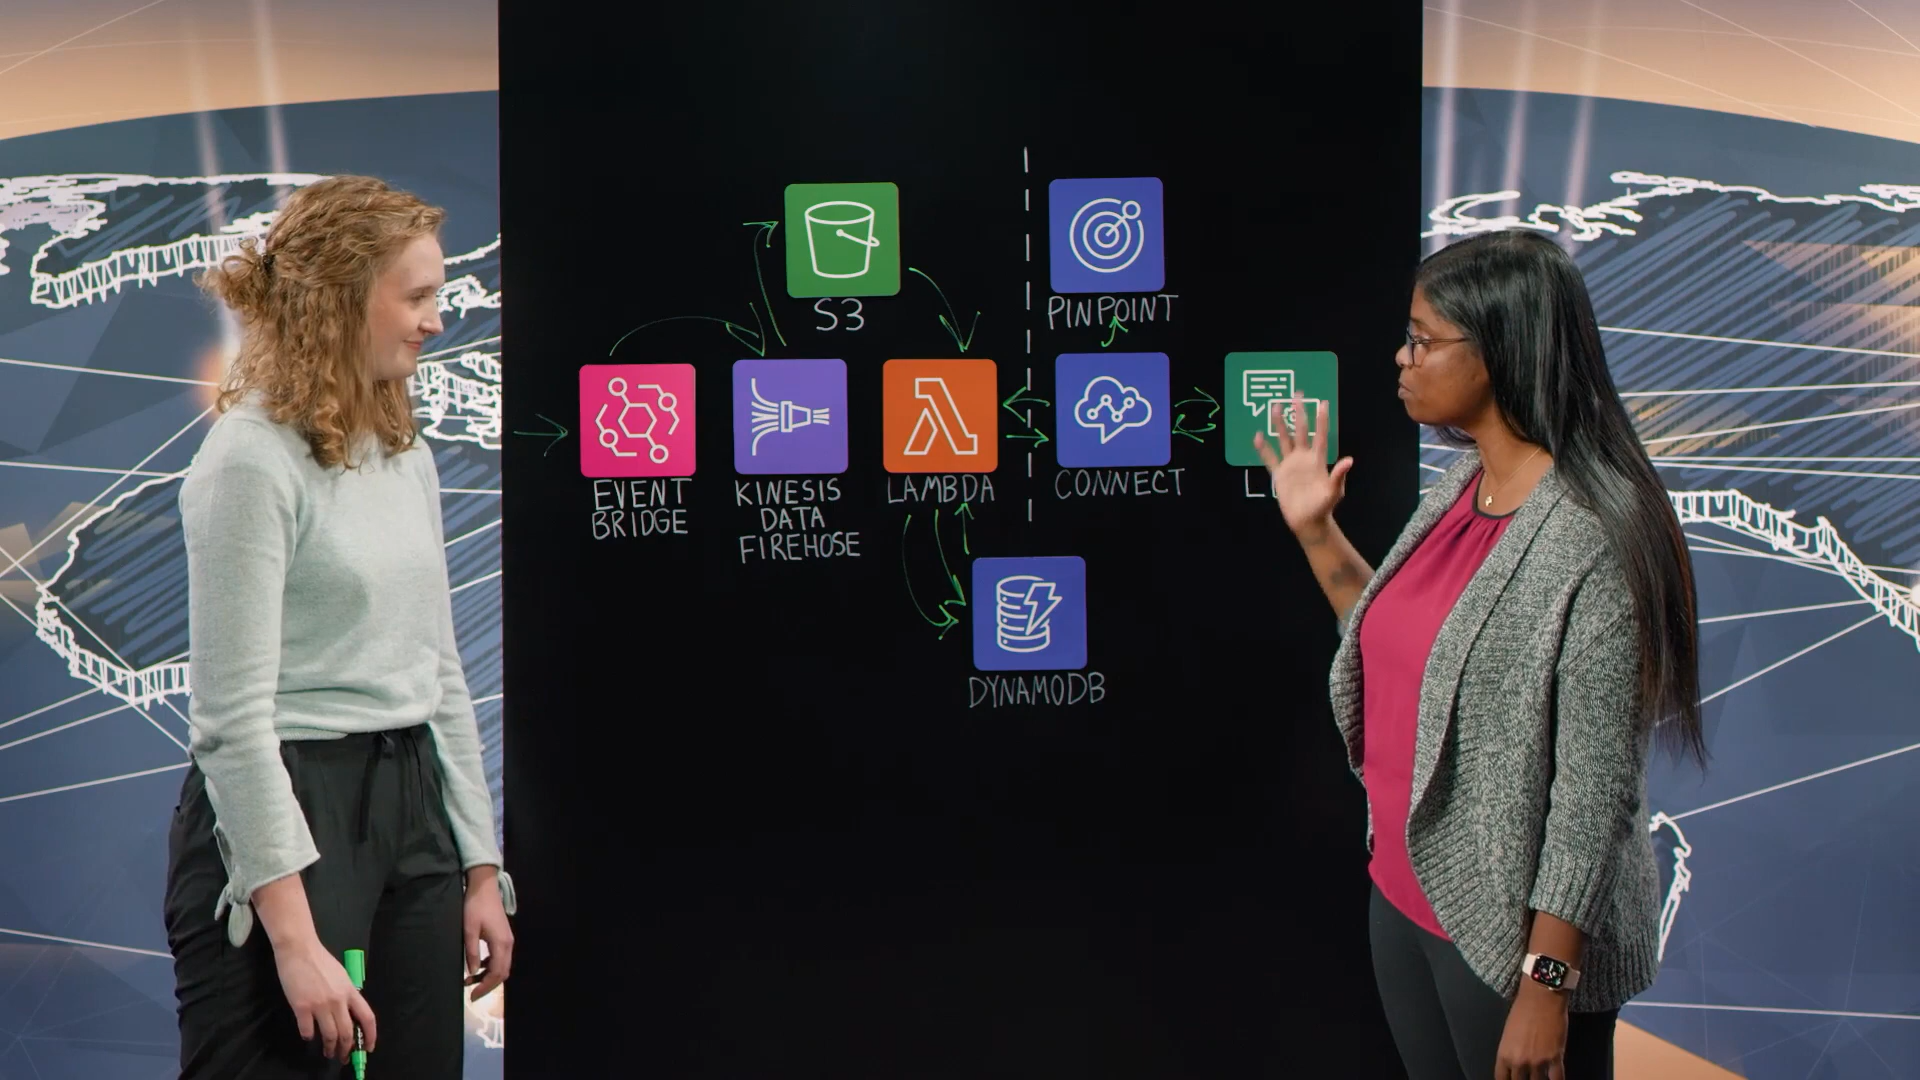 S3
PINPOINT
EVENT
BRIDGE
KINESIS
DATA
FIREHOSE
LAMBDA
CONNECT
DYNAMODB